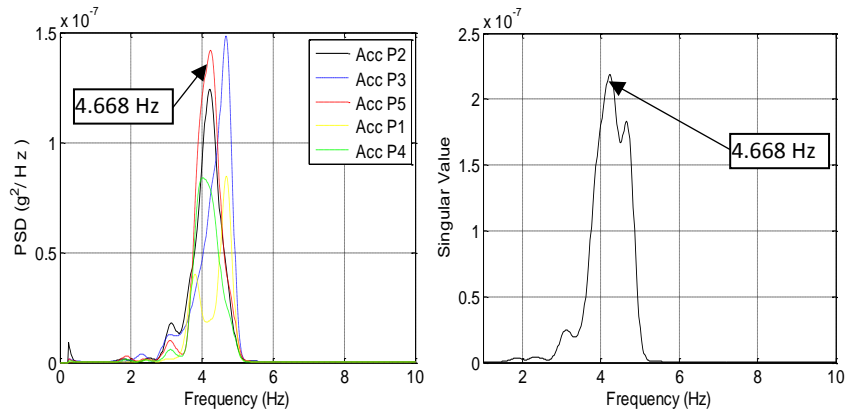 x 10^-7
1.5
1
0.5
0
0 2 4 6 8 10
PSD (g^2/ H z )
Frequency (Hz)
4.668 Hz
Acc P2
Acc P3
Acc P5
Acc P1
Acc P4
x 10^-7
2.5
2
1.5
1
0.5
0
2 4 6 8 10
Singular Value
Frequency (Hz)
4.668 Hz